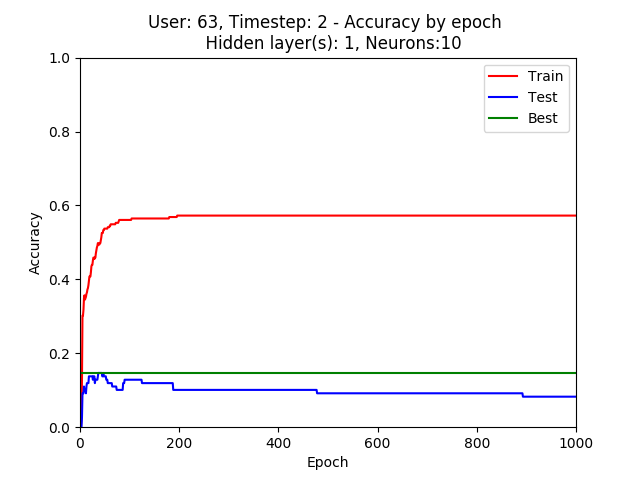 User: 63, Timestep: 2 - Accuracy by epoch
Hidden layer(s): 1, Neurons:10
1.0
0.8
0.6
0.4
0.2
0.0
Accuracy
Train
Test
Best
0
200
400
600
800
1000
Epoch